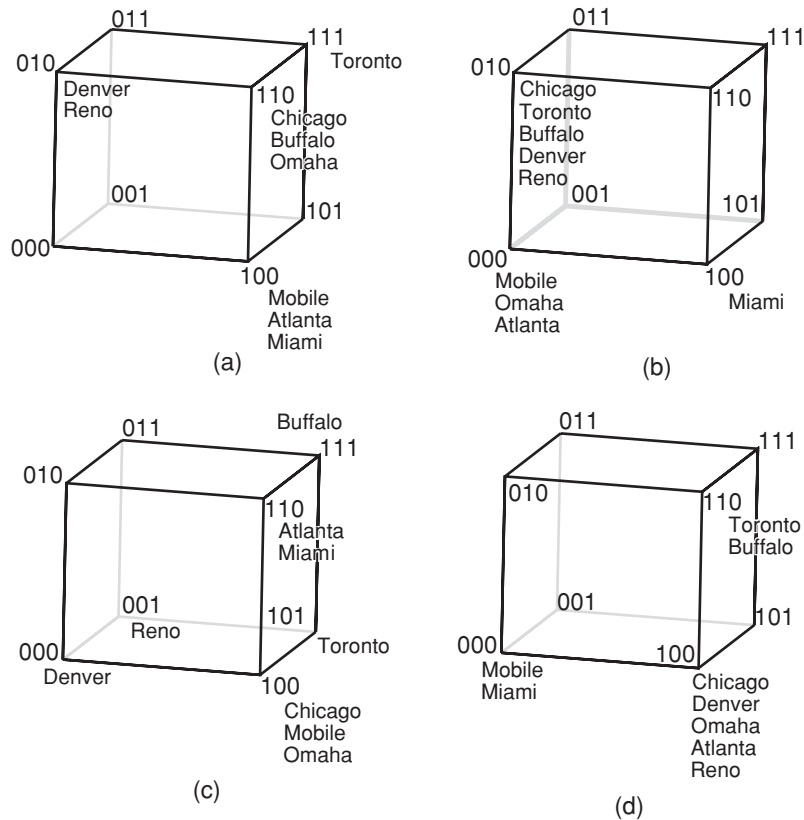 011
111
010
Toronto
Denver
Reno
110
Chicago
Buffalo
Omaha
001
101
000
100
Mobile
Atlanta
Miami
(a)
011
111
010
Chicago
Toronto
Buffalo
Denver
Reno
110
001
101
000
100
Mobile
Omaha
Atlanta
Miami
(b)
Buffalo
011
111
010
110
Atlanta
Miami
001
Reno
101
Toronto
000
Denver
100
Chicago
Mobile
Omaha
(c)
011
111
010
110
Toronto
Buffalo
001
101
000
Mobile
Miami
100
Chicago
Denver
Omaha
Atlanta
Reno
(d)